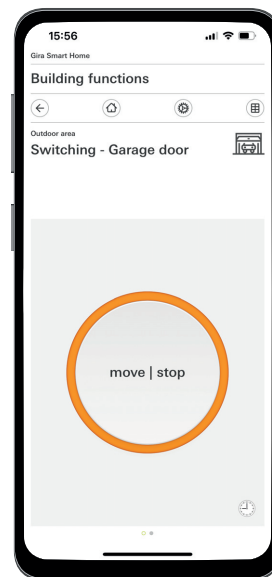 15:56
Gira Smart Home
Building functions
Outdoor area
Switching - Garage door
move | stop